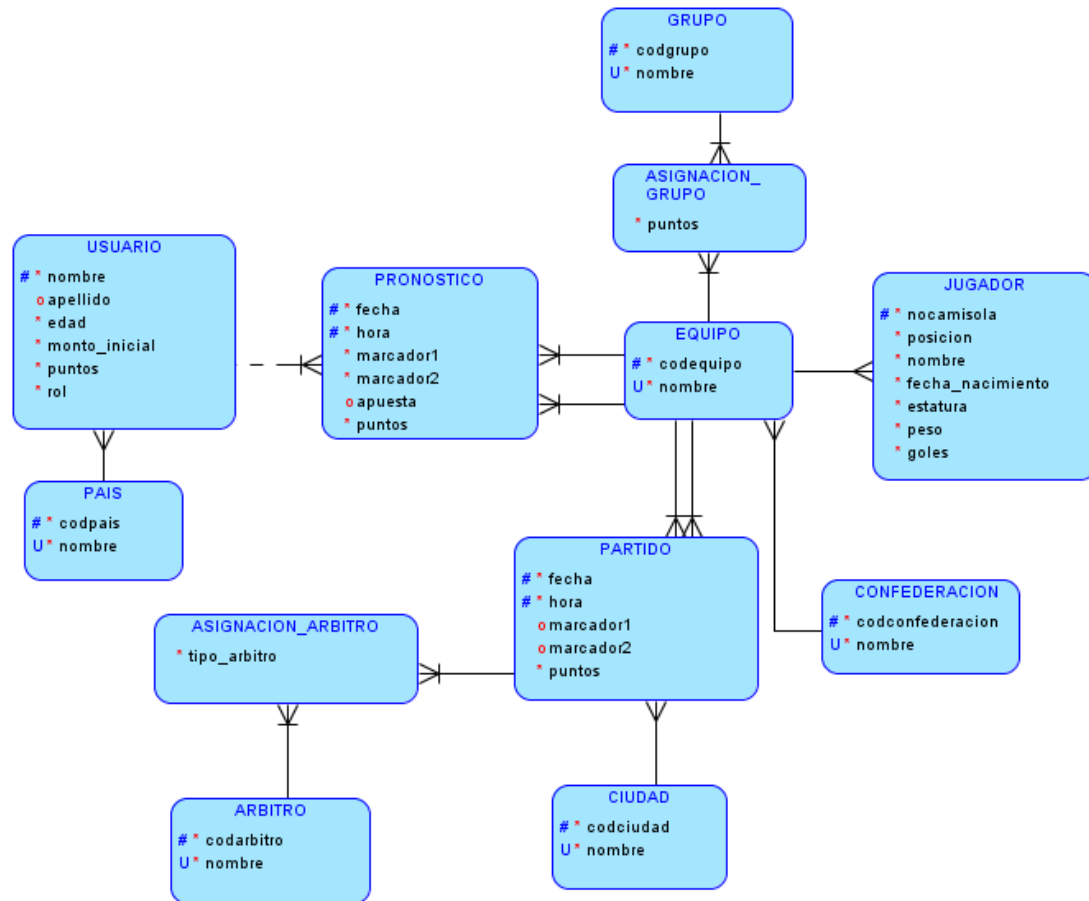 GRUPO
# * codgrupo
U * nombre
ASIGNACION_
GRUPO
* puntos
USUARIO
# * nombre
o apellido
* edad
* monto_inicial
* puntos
* rol
PRONOSTICO
# * fecha
# * hora
* marcador1
* marcador2
o apuesta
* puntos
EQUIPO
# * codequipo
U * nombre
JUGADOR
# * nocamisola
* posicion
* nombre
* fecha_nacimiento
* estatura
* peso
* goles
PAIS
# * codpais
U * nombre
PARTIDO
# * fecha
# * hora
o marcador1
o marcador2
* puntos
CONFEDERACION
# * codconfederacion
U * nombre
ASIGNACION_ARBITRO
* tipo_arbitro
ARBITRO
# * codarbitro
U * nombre
CIUDAD
# * codciudad
U * nombre